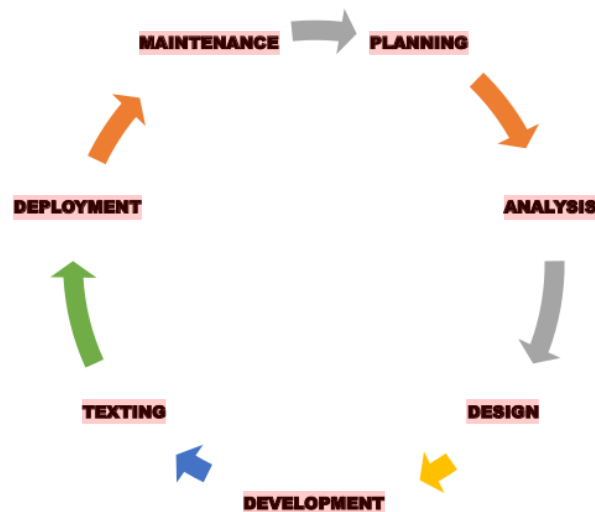 MAINTENANCE
PLANNING
DEPLOYMENT
ANALYSIS
TEXTING
DESIGN
DEVELOPMENT